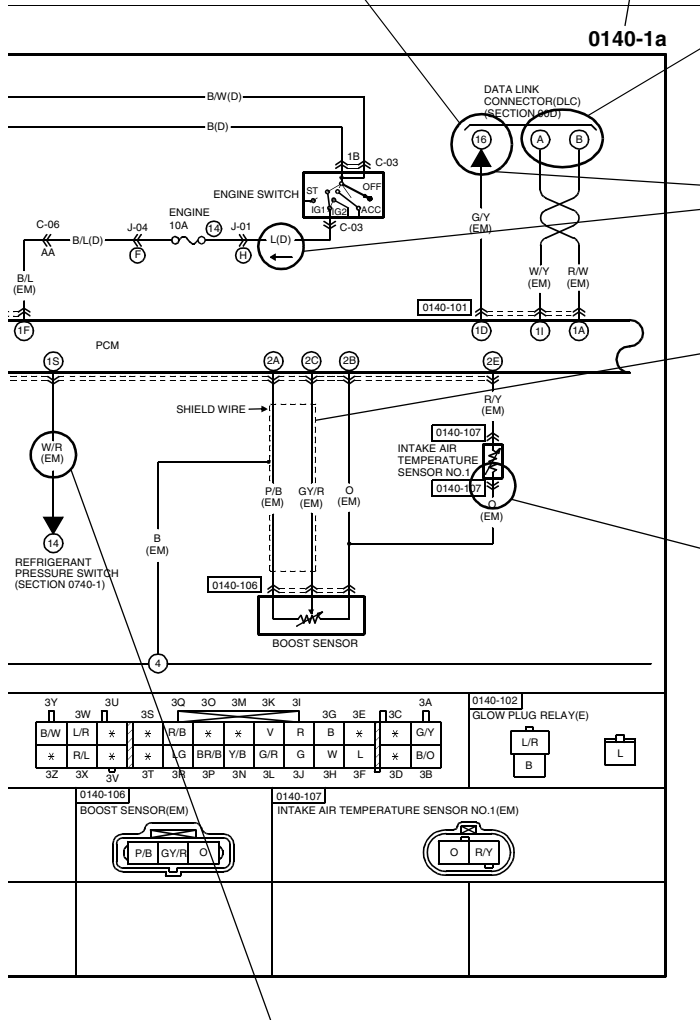 0140-1a
DATA LINK
CONNECTOR(DLC)
(SECTION 00D)
B/W(D)
B(D)
16
A
B
1B
C-03
ENGINE SWITCH
ST
OFF
IG1
IG2
ACC
C-03
C-06
AA
B/L(D)
J-04
F
ENGINE
10A
14
J-01
H
L(D)
G/Y
(EM)
W/Y
(EM)
R/W
(EM)
B/L
(EM)
0140-101
1F
1D
1I
1A
PCM
1S
2A
2C
2B
2E
SHIELD WIRE
R/Y
(EM)
0140-107
INTAKE AIR
TEMPERATURE
SENSOR NO.1
0140-107
O
(EM)
W/R
(EM)
P/B
(EM)
GY/R
(EM)
O
(EM)
B
(EM)
14
REFRIGERANT
PRESSURE SWITCH
(SECTION 0740-1)
0140-106
BOOST SENSOR
4
3Y 3W 3U 3S 3Q 3O 3M 3K 3I 3G 3E 3C 3A
B/W L/R * * R/B * * V R B * * G/Y
* R/L * * LG BR/B Y/B G/R G W L * B/O
3Z 3X 3V 3T 3R 3P 3N 3L 3J 3H 3F 3D 3B
0140-102
GLOW PLUG RELAY(E)
L/R
B
L
0140-106
BOOST SENSOR(EM)
P/B GY/R O
0140-107
INTAKE AIR TEMPERATURE SENSOR NO.1(EM)
O R/Y